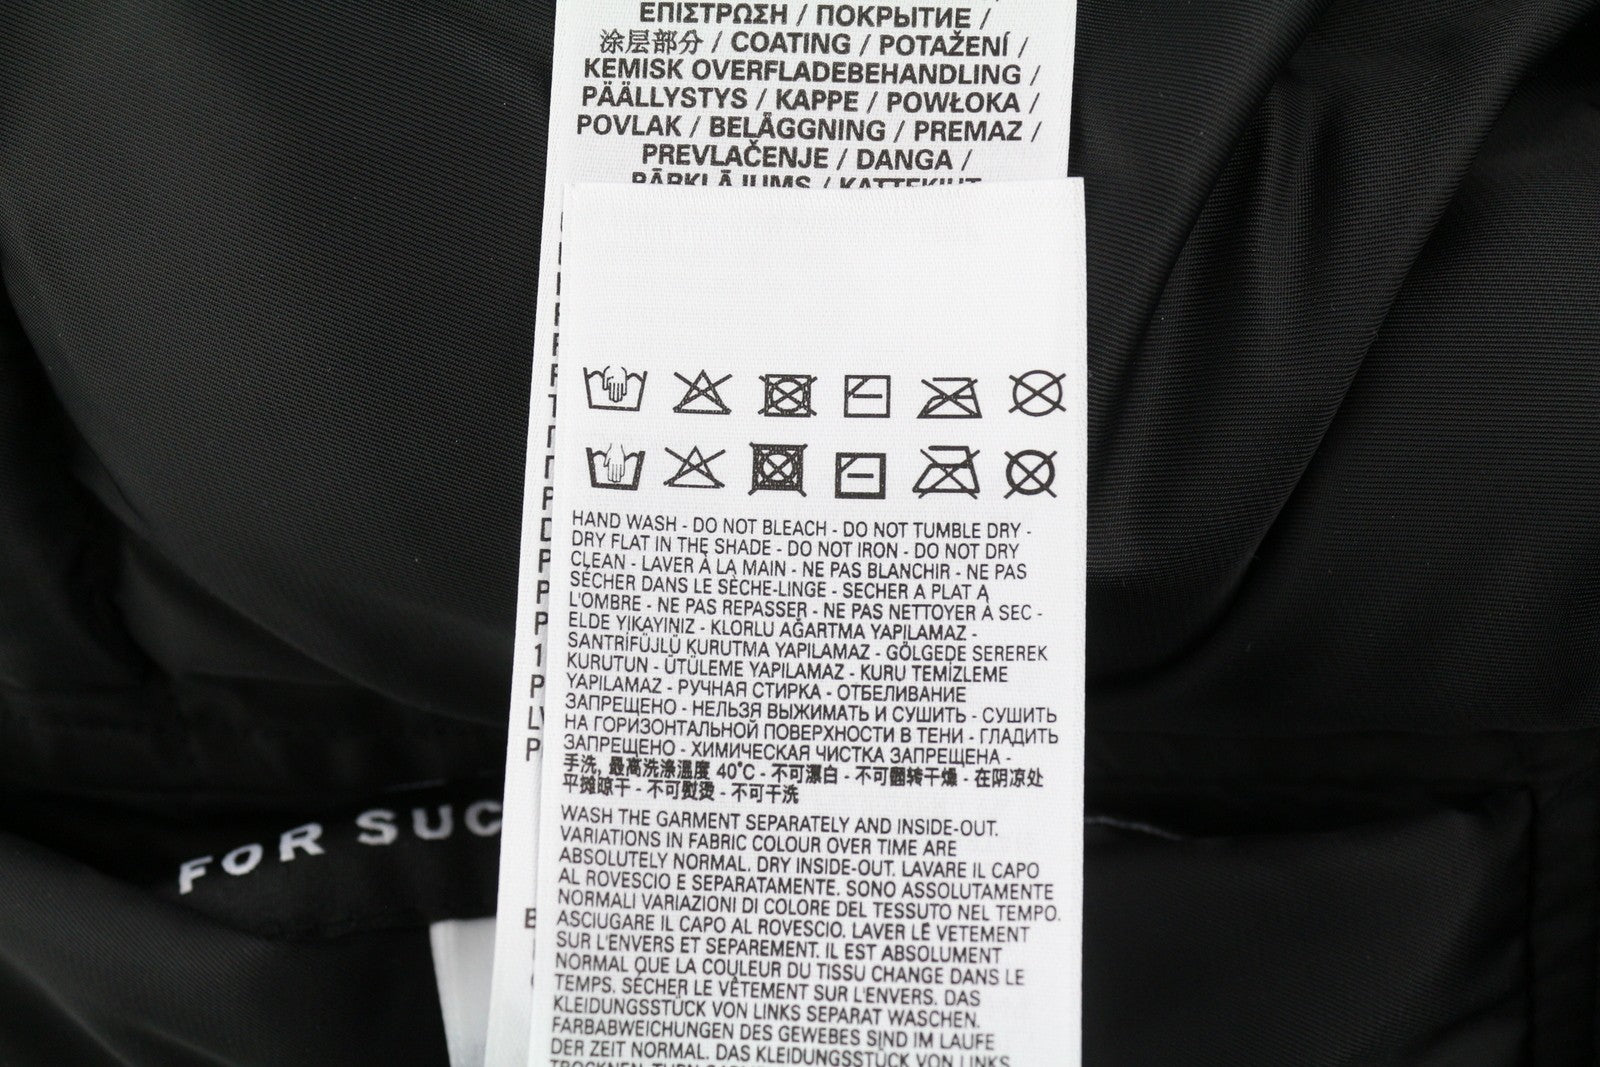 ΕΠΙΣΤΡΩΣΗ / ПОКРЫТИЕ /
涂层部分 / COATING / POTAŽENÍ /
KEMISK OVERFLADEBEHANDLING /
PÄÄLLYSTYS / KAPPE / POWŁOKA /
POVLAK / BELÄGGNING / PREMAZ /
PREVLAČENJE / DANGA /
PĀRKLĀJUMS / KATTEKIHT
HAND WASH - DO NOT BLEACH - DO NOT TUMBLE DRY -
DRY FLAT IN THE SHADE - DO NOT IRON - DO NOT DRY
CLEAN - LAVER À LA MAIN - NE PAS BLANCHIR - NE PAS
SÉCHER DANS LE SÈCHE-LINGE - SECHER A PLAT A
L'OMBRE - NE PAS REPASSER - NE PAS NETTOYER À SEC -
ELDE YIKAYINIZ - KLORLU AĞARTMA YAPILAMAZ -
SANTRİFÜJLÜ KURUTMA YAPILAMAZ - GÖLGEDE SEREREK
KURUTUN - ÜTÜLEME YAPILAMAZ - KURU TEMİZLEME
YAPILAMAZ - РУЧНАЯ СТИРКА - ОТБЕЛИВАНИЕ
ЗАПРЕЩЕНО - НЕЛЬЗЯ ВЫЖИМАТЬ И СУШИТЬ - СУШИТЬ
НА ГОРИЗОНТАЛЬНОЙ ПОВЕРХНОСТИ В ТЕНИ - ГЛАДИТЬ
ЗАПРЕЩЕНО - ХИМИЧЕСКАЯ ЧИСТКА ЗАПРЕЩЕНА -
手洗, 最高洗涤温度 40°C - 不可漂白 - 不可翻转干燥 - 在阴凉处
平摊晾干 - 不可熨烫 - 不可干洗
WASH THE GARMENT SEPARATELY AND INSIDE-OUT.
VARIATIONS IN FABRIC COLOUR OVER TIME ARE
ABSOLUTELY NORMAL. DRY INSIDE-OUT. LAVARE IL CAPO
AL ROVESCIO E SEPARATAMENTE. SONO ASSOLUTAMENTE
NORMALI VARIAZIONI DI COLORE DEL TESSUTO NEL TEMPO.
ASCIUGARE IL CAPO AL ROVESCIO. LAVER LE VETEMENT
SUR L'ENVERS ET SEPAREMENT. IL EST ABSOLUMENT
NORMAL QUE LA COULEUR DU TISSU CHANGE DANS LE
TEMPS. SÉCHER LE VÊTEMENT SUR L'ENVERS. DAS
KLEIDUNGSSTÜCK VON LINKS SEPARAT WASCHEN.
FARBABWEICHUNGEN DES GEWEBES SIND IM LAUFE
DER ZEIT NORMAL. DAS KLEIDUNGSSTÜCK VON LINKS
FOR SUC